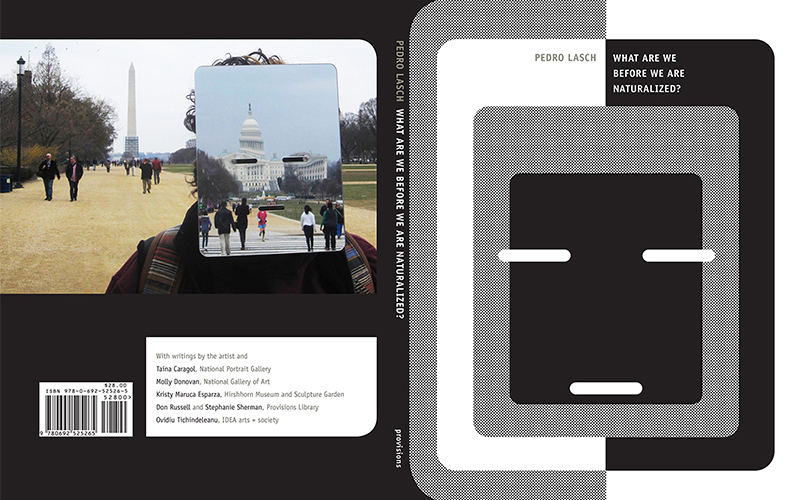 PEDRO LASCH
WHAT ARE WE
BEFORE WE ARE
NATURALIZED?
PEDRO LASCH WHAT ARE WE BEFORE WE ARE NATURALIZED?
provisions
With writings by the artist and
Taína Caragol, National Portrait Gallery
Molly Donovan, National Gallery of Art
Kristy Maruca Esparza, Hirshhorn Museum and Sculpture Garden
Don Russell and Stephanie Sherman, Provisions Library
Ovidiu Tichindeleanu, IDEA arts + society
$28.00
ISBN 978-0-692-52526-5
52800>
9 780692 525265